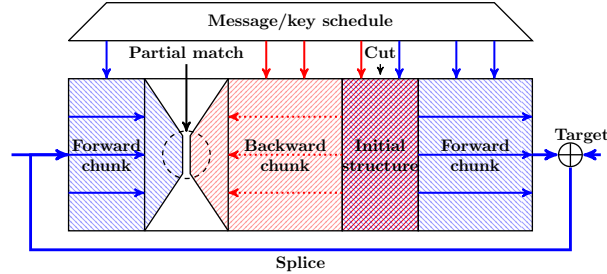 Message/key schedule
Partial match
Cut
Target
Forward
chunk
Backward
chunk
Initial
structure
Forward
chunk
Splice